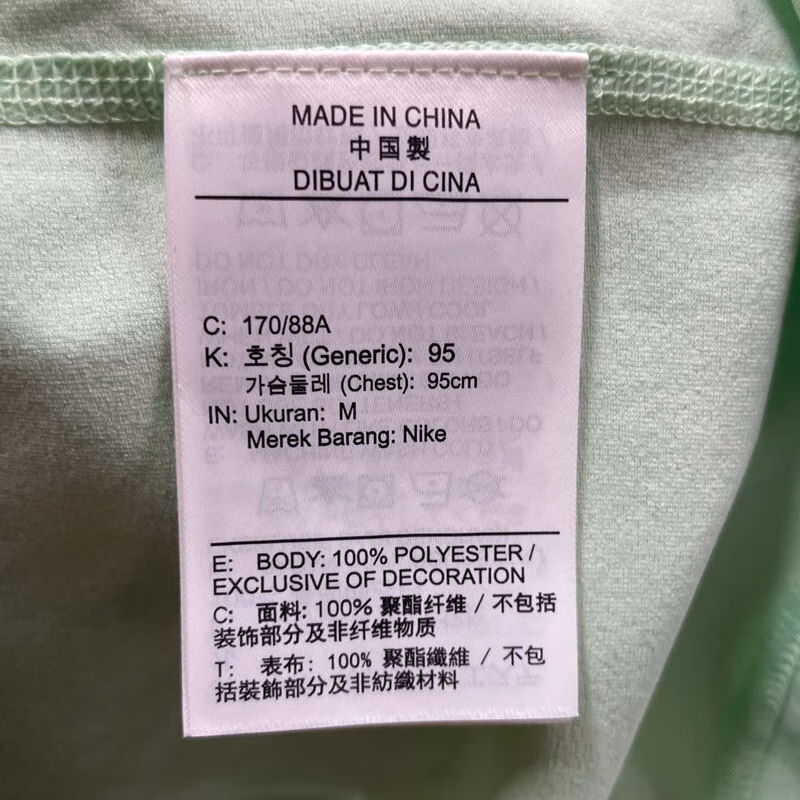 MADE IN CHINA
中国製
DIBUAT DI CINA
C: 170/88A
K: 호칭 (Generic): 95
가슴둘레 (Chest): 95cm
IN: Ukuran: M
Merek Barang: Nike
E: BODY: 100% POLYESTER /
EXCLUSIVE OF DECORATION
C: 面料: 100% 聚酯纤维 / 不包括
装饰部分及非纤维物质
T: 表布: 100% 聚酯纖維 / 不包
括裝飾部分及非紡織材料